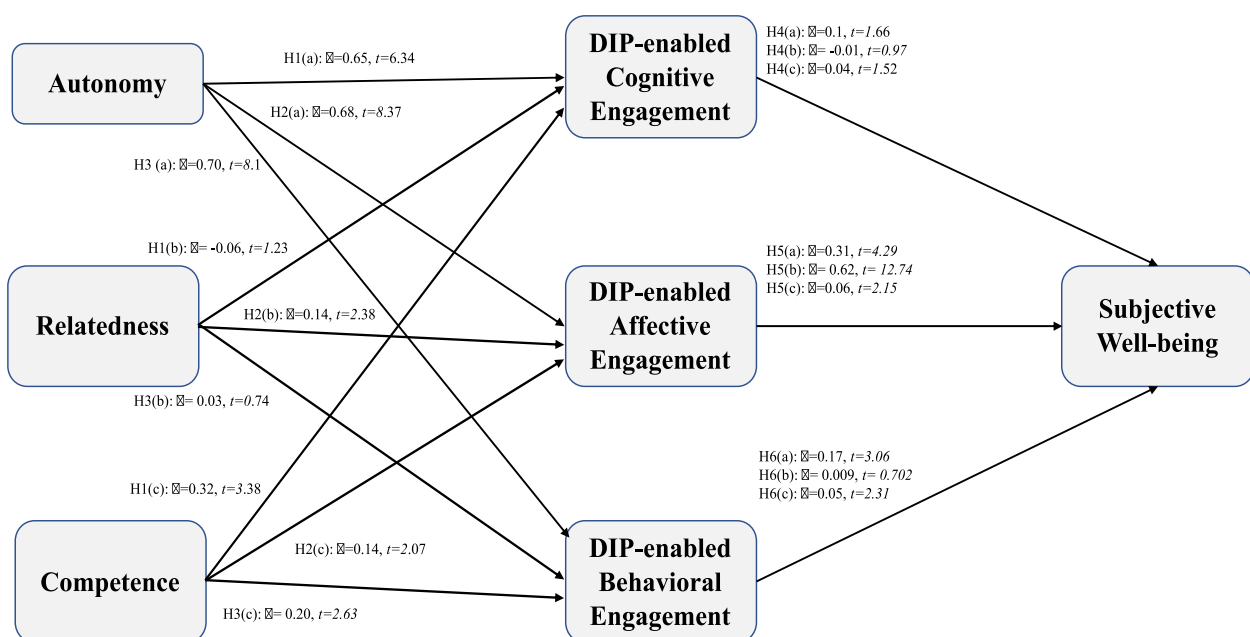 Autonomy
Relatedness
Competence
H1(a): =0.65, t=6.34
H2(a): =0.68, t=8.37
H3 (a): =0.70, t=8.1
H1(b): = -0.06, t=1.23
H2(b): =0.14, t=2.38
H3(b): = 0.03, t=0.74
H1(c): =0.32, t=3.38
H2(c): =0.14, t=2.07
H3(c): = 0.20, t=2.63
DIP-enabled
Cognitive
Engagement
DIP-enabled
Affective
Engagement
DIP-enabled
Behavioral
Engagement
H4(a): =0.1, t=1.66
H4(b): = -0.01, t=0.97
H4(c): =0.04, t=1.52
H5(a): =0.31, t=4.29
H5(b): = 0.62, t= 12.74
H5(c): =0.06, t=2.15
H6(a): =0.17, t=3.06
H6(b): = 0.009, t= 0.702
H6(c): =0.05, t=2.31
Subjective
Well-being